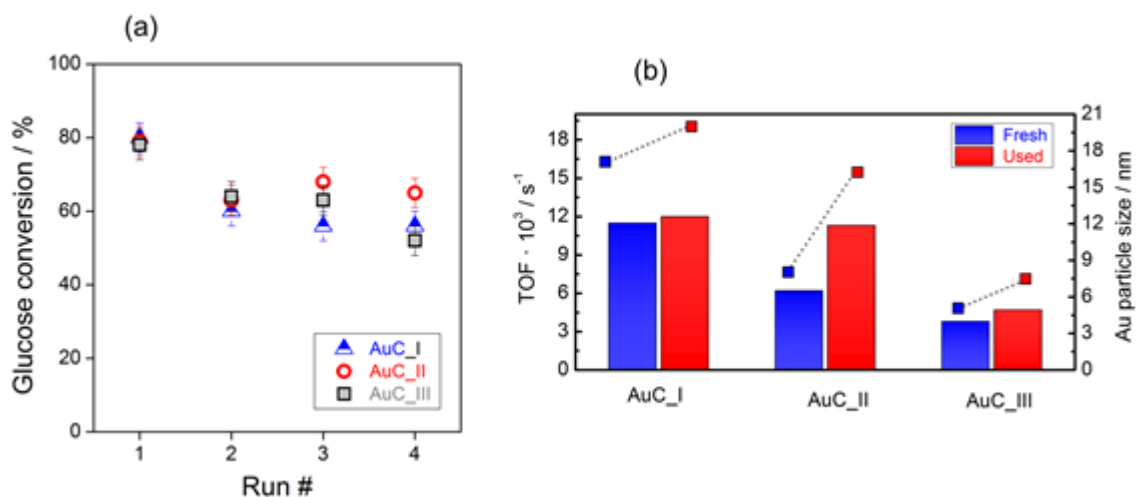 (a)
Glucose conversion / %
100
80
60
40
20
0
1 2 3 4
Run #
AuC_I
AuC_II
AuC_III
(b)
TOF · 10³ / s⁻¹
18
15
12
9
6
3
0
Fresh
Used
21
18
15
12
9
6
3
0
Au particle size / nm
AuC_I AuC_II AuC_III